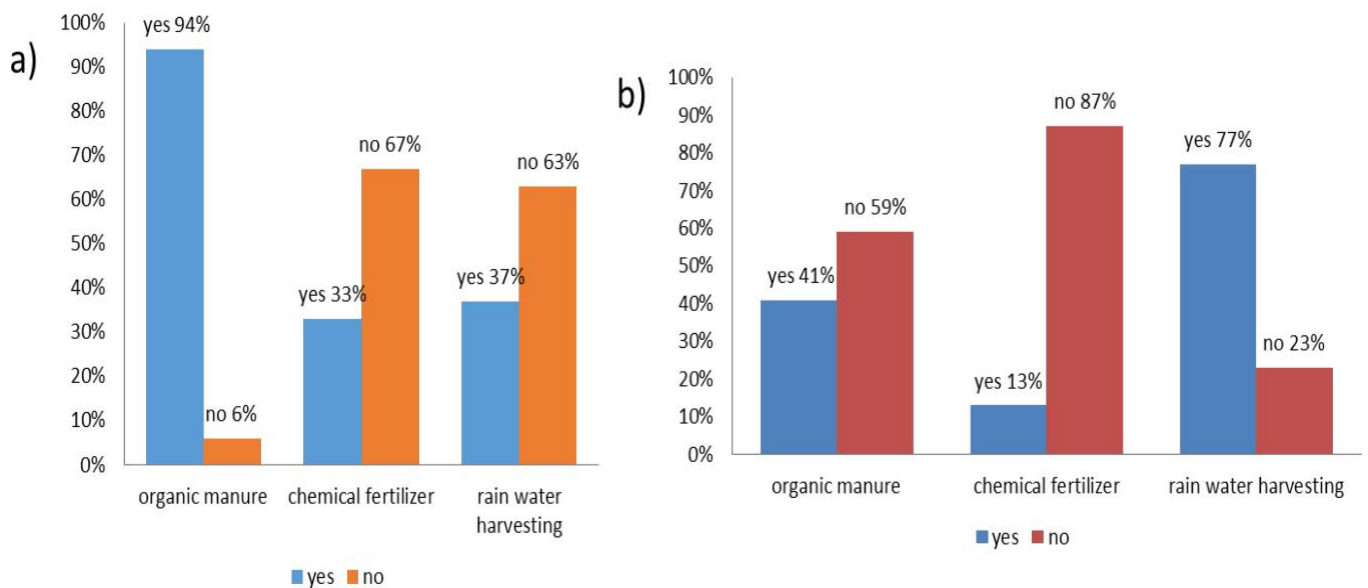 a)
100%
90%
80%
70%
60%
50%
40%
30%
20%
10%
0%
yes 94%
no 6%
yes 33%
no 67%
yes 37%
no 63%
organic manure
chemical fertilizer
rain water
harvesting
yes no
b)
100%
90%
80%
70%
60%
50%
40%
30%
20%
10%
0%
yes 41%
no 59%
yes 13%
no 87%
yes 77%
no 23%
organic manure
chemical fertilizer
rain water harvesting
yes no